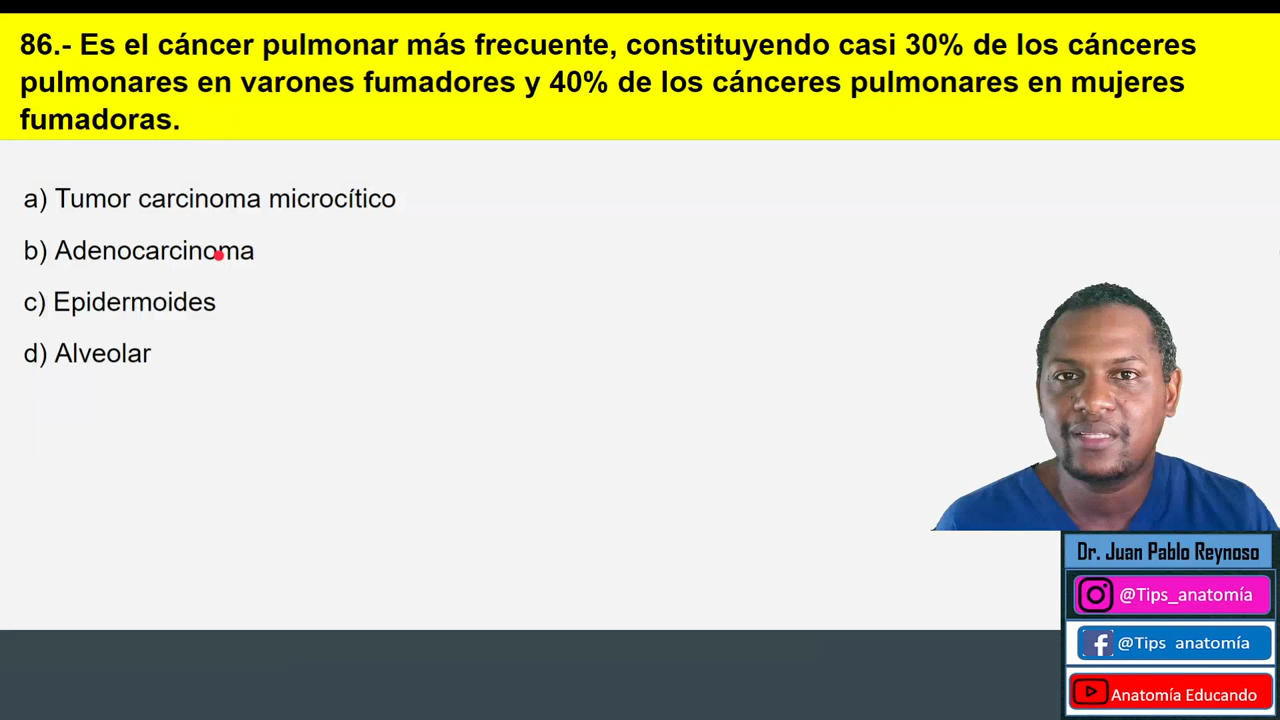 86.- Es el cáncer pulmonar más frecuente, constituyendo casi 30% de los cánceres
pulmonares en varones fumadores y 40% de los cánceres pulmonares en mujeres
fumadoras.
a) Tumor carcinoma microcítico
b) Adenocarcinoma
c) Epidermoides
d) Alveolar
Dr. Juan Pablo Reynoso
@Tips_anatomía
@Tips anatomía
Anatomía Educando